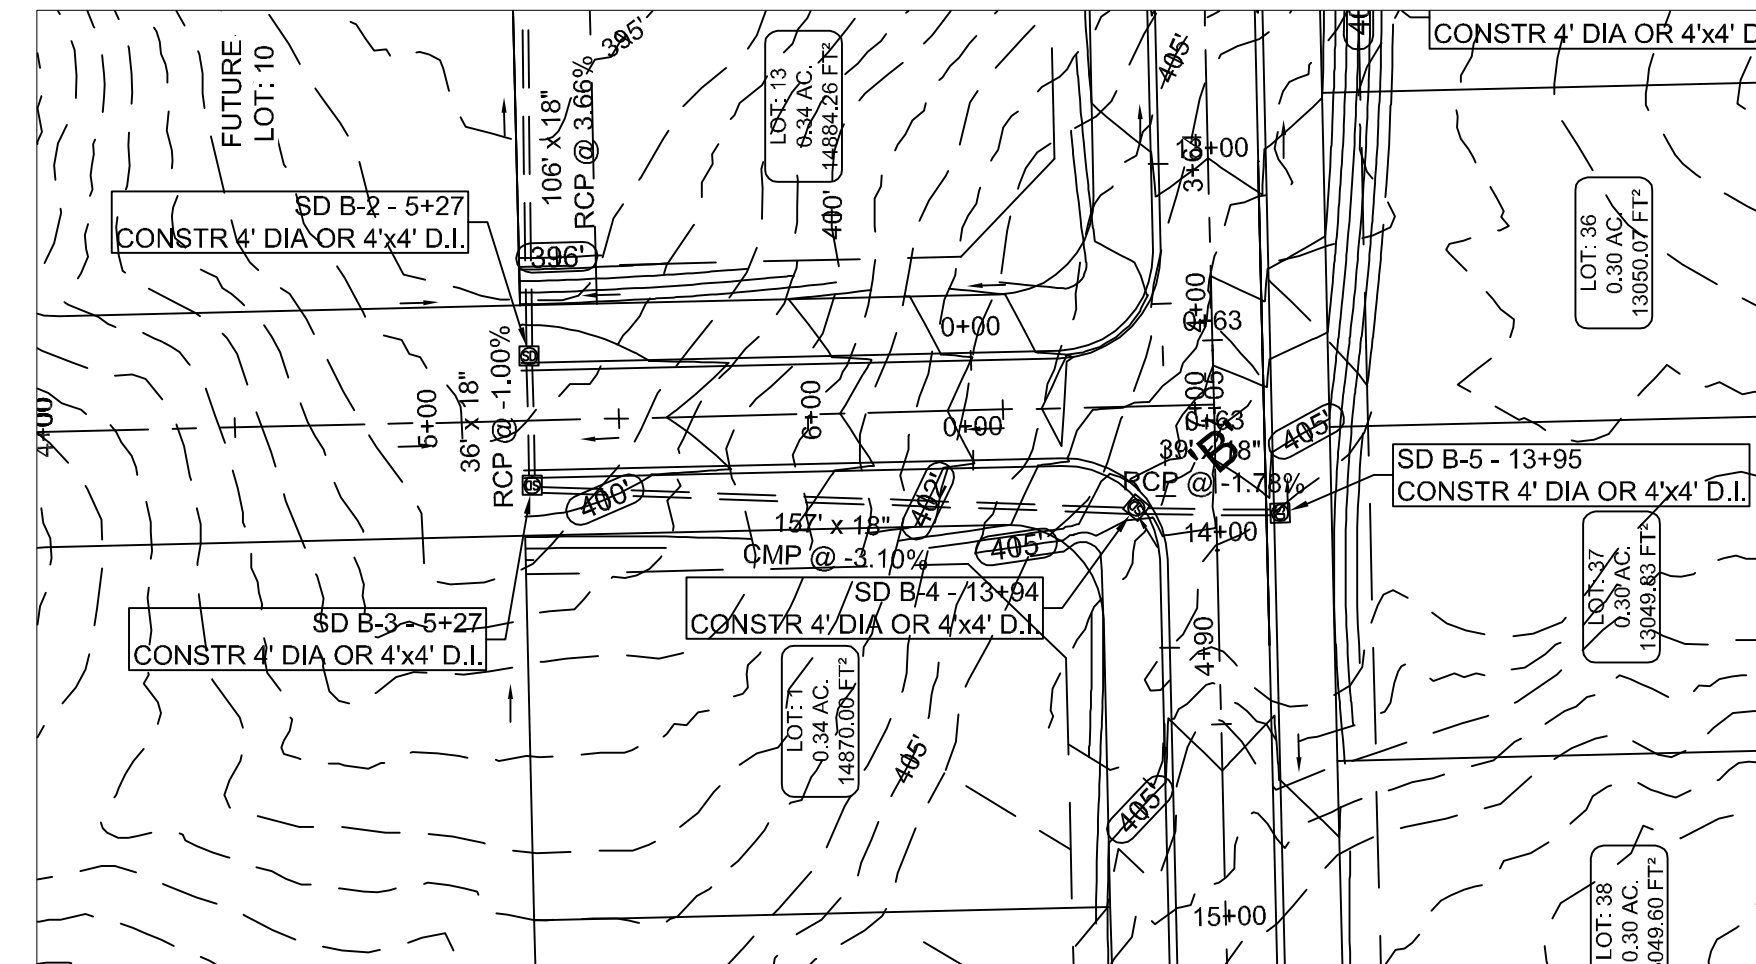 FUTURE
LOT: 10
106' x 18"
RCP @ 3.66%
395'
LOT: 13
0.34 AC.
14884.26 FT²
400'
405'
CONSTR 4' DIA OR 4'x4' D
3+64
13+00
SD B-2 - 5+27
CONSTR 4' DIA OR 4'x4' D.I.
396'
LOT: 36
0.30 AC.
13050.07 FT²
4+00
0+63
0+00
36' x 18"
RCP @ -1.00%
4+00
5+00
6+00
0+00
0+63
'B'
RCP @ -1.78%
405'
SD B-5 - 13+95
CONSTR 4' DIA OR 4'x4' D.I.
SD
SD
400'
402'
157' x 18"
CMP @ -3.10%
405'
14+00
LOT: 37
0.30 AC.
13049.83 FT²
SD B-3 - 5+27
CONSTR 4' DIA OR 4'x4' D.I.
SD B-4 - 13+94
CONSTR 4' DIA OR 4'x4' D.I.
4+90
LOT: 1
0.34 AC.
14870.00 FT²
405'
405'
15+00
LOT: 38
0.30 AC.
049.60 FT²